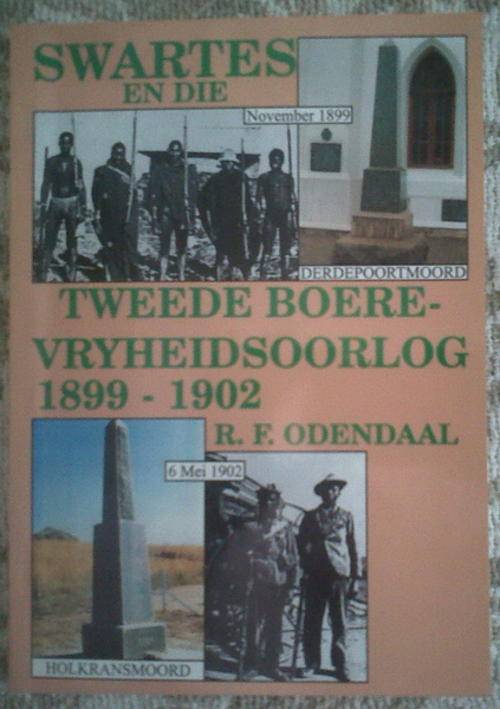 SWARTES
EN DIE
November 1899
DERDEPOORTMOORD
TWEEDE BOERE-
VRYHEIDSOORLOG
1899 - 1902
R. F. ODENDAAL
6 Mei 1902
HOLKRANSMOORD